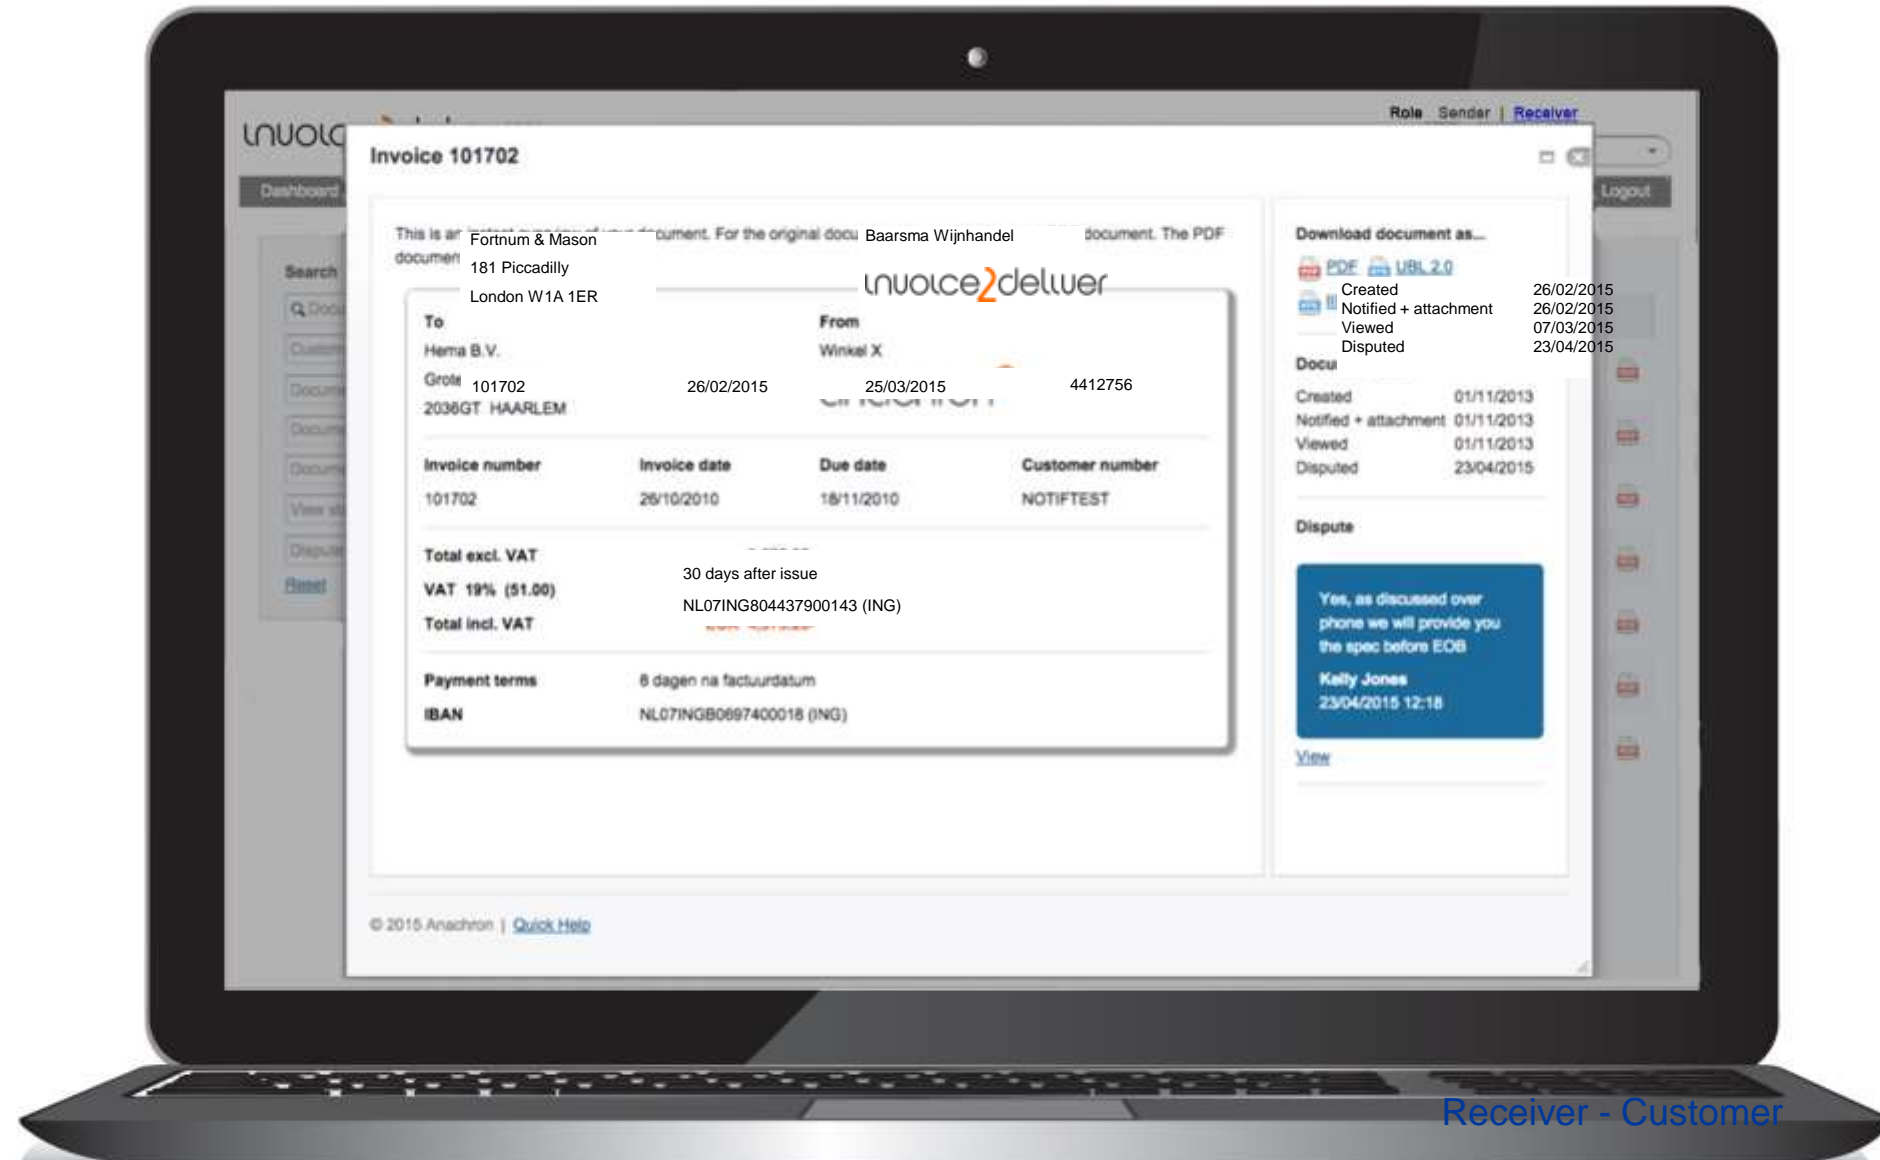 Role Sender | Receiver
Invoice 101702
Dashboard
Logout
This is an
document. For the original
document. The PDF
Fortnum & Mason
181 Piccadilly
London W1A 1ER
Baarsma Wijnhandel
ınvoıce2delıver
To
From
Hema B.V.
Winkel X
Grote
2036GT HAARLEM
101702 26/02/2015 25/03/2015 4412756
Invoice number Invoice date Due date Customer number
101702 26/10/2010 18/11/2010 NOTIFTEST
Total excl. VAT
VAT 19% (51.00)
Total incl. VAT
30 days after issue
NL07ING804437900143 (ING)
Payment terms 8 dagen na factuurdatum
IBAN NL07INGB0697400018 (ING)
Download document as...
PDF UBL 2.0
Created 26/02/2015
Notified + attachment 26/02/2015
Viewed 07/03/2015
Disputed 23/04/2015
Created 01/11/2013
Notified + attachment 01/11/2013
Viewed 01/11/2013
Disputed 23/04/2015
Dispute
Yes, as discussed over
phone we will provide you
the spec before EOB
Kelly Jones
23/04/2015 12:18
View
Search
Reset
© 2015 Anachron | Quick Help
Receiver - Customer